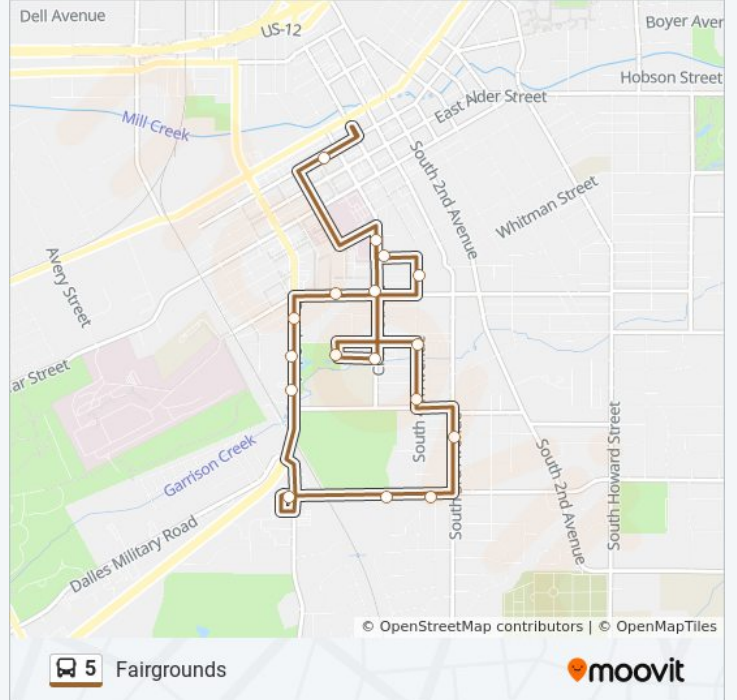 Dell Avenue
US-12
Boyer Aver
Hobson Street
East Alder Street
Mill Creek
South 2nd Avenue
Whitman Street
Avery Street
ar Street
South
South
Garrison Creek
South 2nd Avenue
South Howard Street
Dalles Military Road
© OpenStreetMap contributors | © OpenMapTiles
5 Fairgrounds
moovit